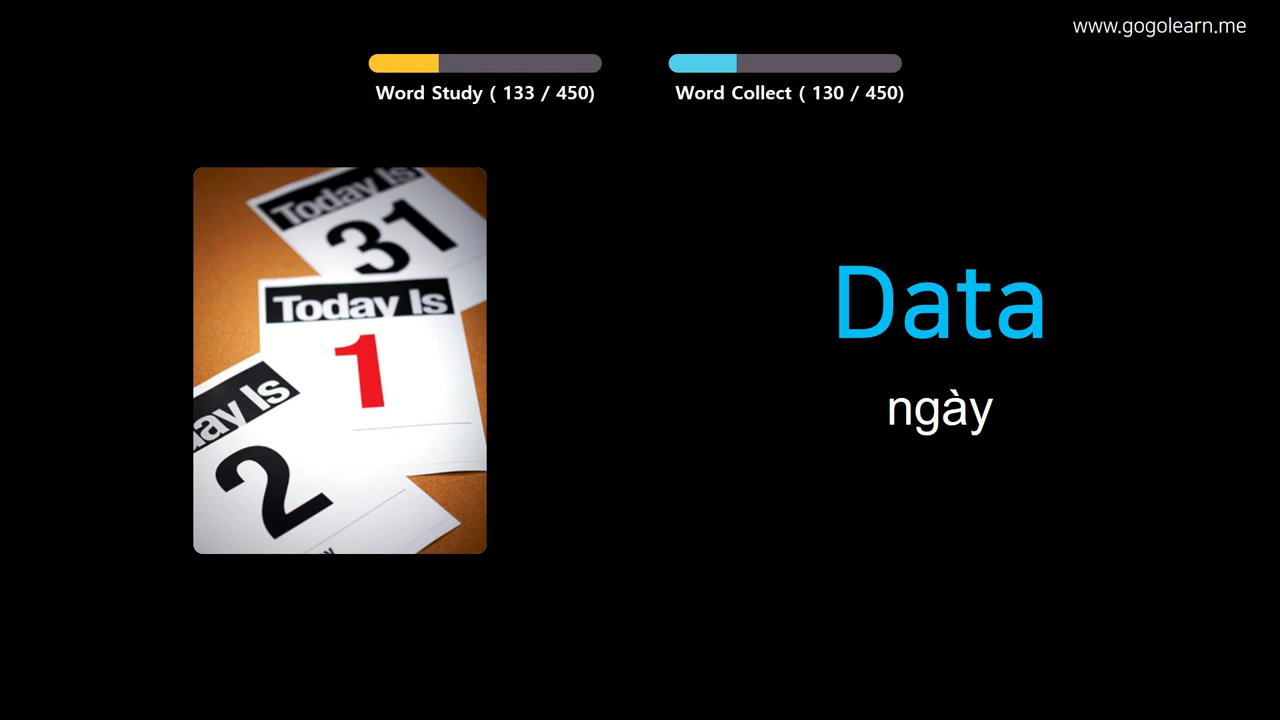 www.gogolearn.me
Word Study ( 133 / 450)
Word Collect ( 130 / 450)
Today Is
31
Today Is
1
day Is
2
Data
ngày